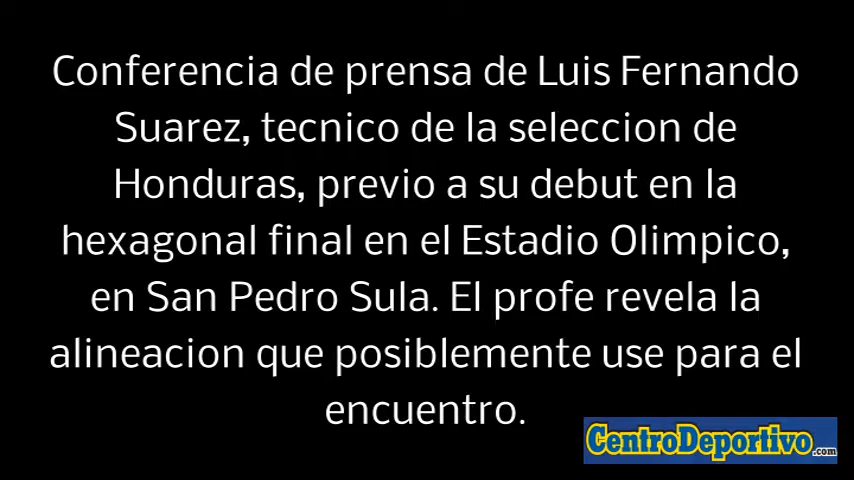 Conferencia de prensa de Luis Fernando
Suarez, tecnico de la seleccion de
Honduras, previo a su debut en la
hexagonal final en el Estadio Olimpico,
en San Pedro Sula. El profe revela la
alineacion que posiblemente use para el
encuentro.
CentroDeportivo.com